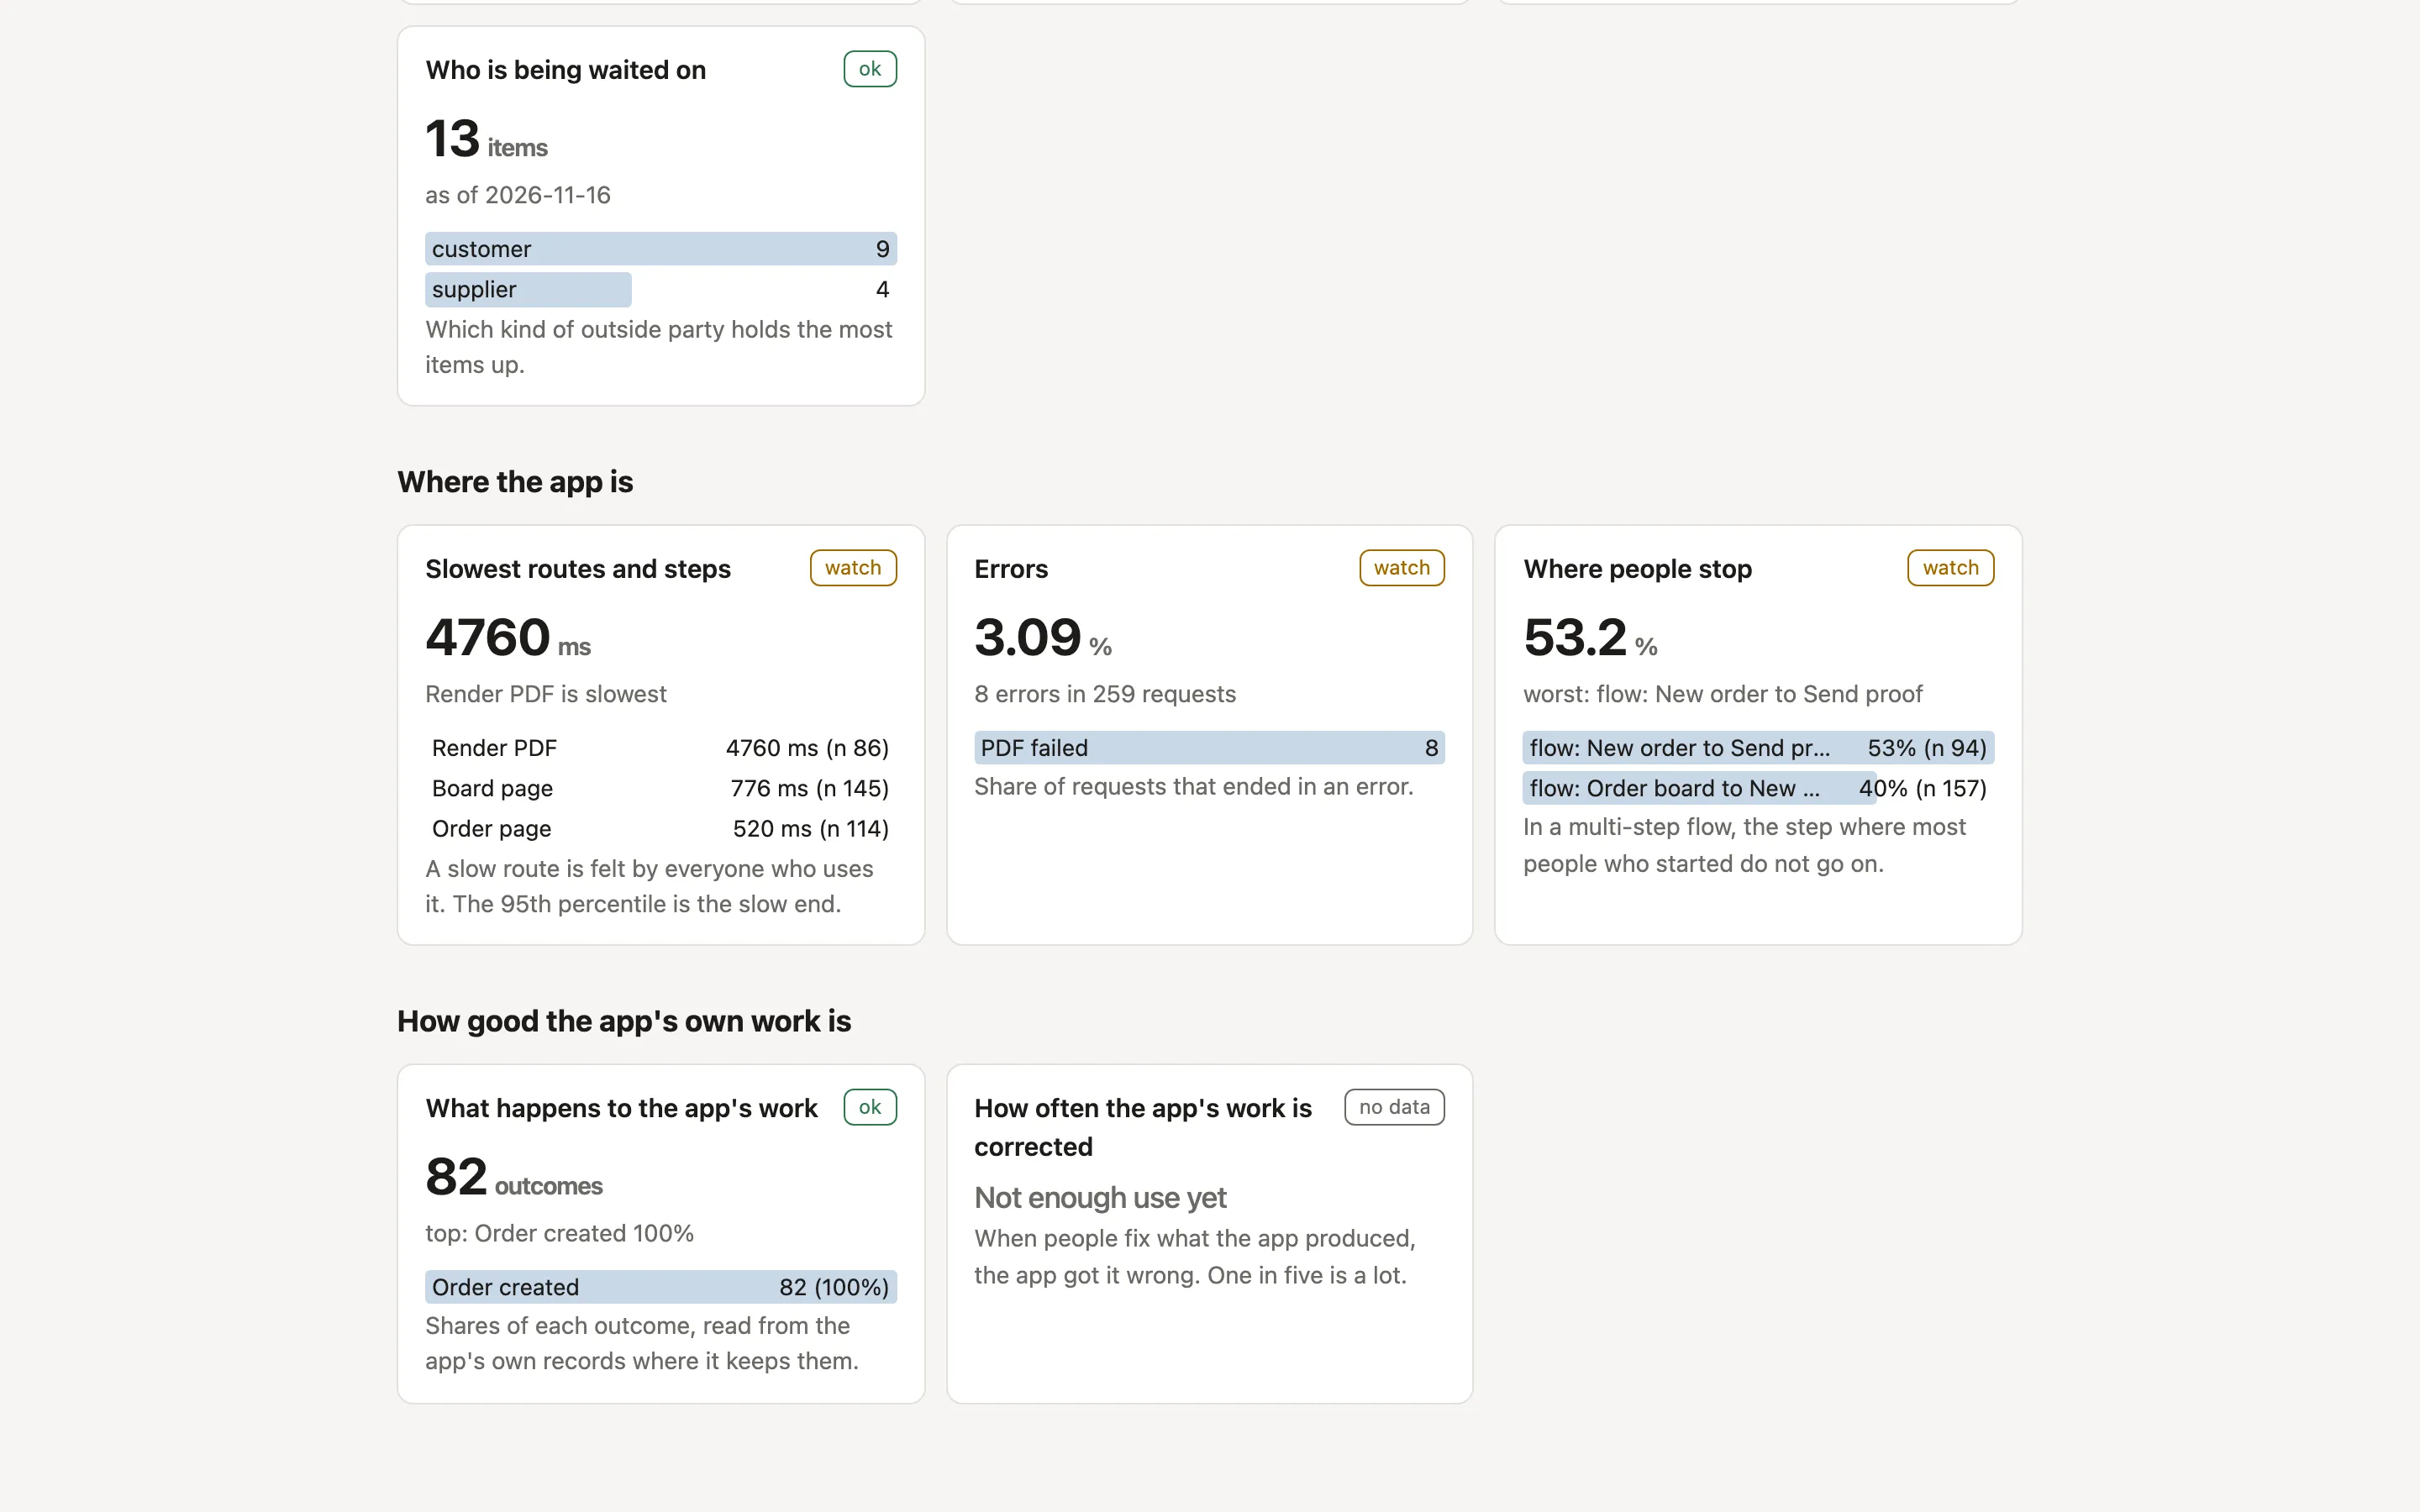 Who is being waited on
ok
13 items
as of 2026-11-16
customer 9
supplier 4
Which kind of outside party holds the most
items up.
Where the app is
Slowest routes and steps
watch
4760 ms
Render PDF is slowest
Render PDF 4760 ms (n 86)
Board page 776 ms (n 145)
Order page 520 ms (n 114)
A slow route is felt by everyone who uses
it. The 95th percentile is the slow end.
Errors
watch
3.09 %
8 errors in 259 requests
PDF failed 8
Share of requests that ended in an error.
Where people stop
watch
53.2 %
worst: flow: New order to Send proof
flow: New order to Send pr... 53% (n 94)
flow: Order board to New ... 40% (n 157)
In a multi-step flow, the step where most
people who started do not go on.
How good the app's own work is
What happens to the app's work
ok
82 outcomes
top: Order created 100%
Order created 82 (100%)
Shares of each outcome, read from the
app's own records where it keeps them.
How often the app's work is
corrected
no data
Not enough use yet
When people fix what the app produced,
the app got it wrong. One in five is a lot.